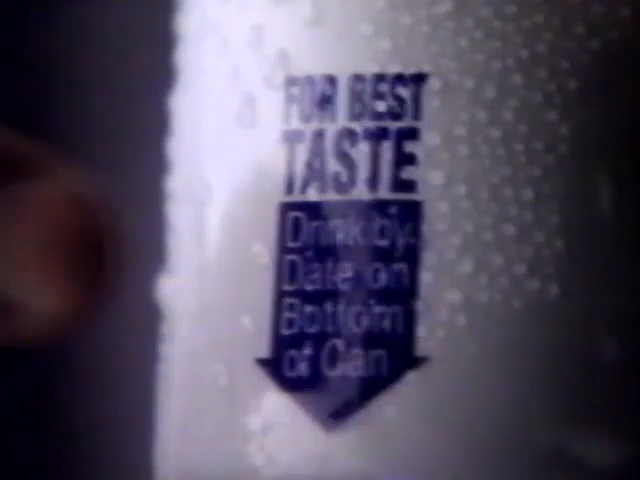 FOR BEST
TASTE
Drink by
Date on
Bottom
of Can